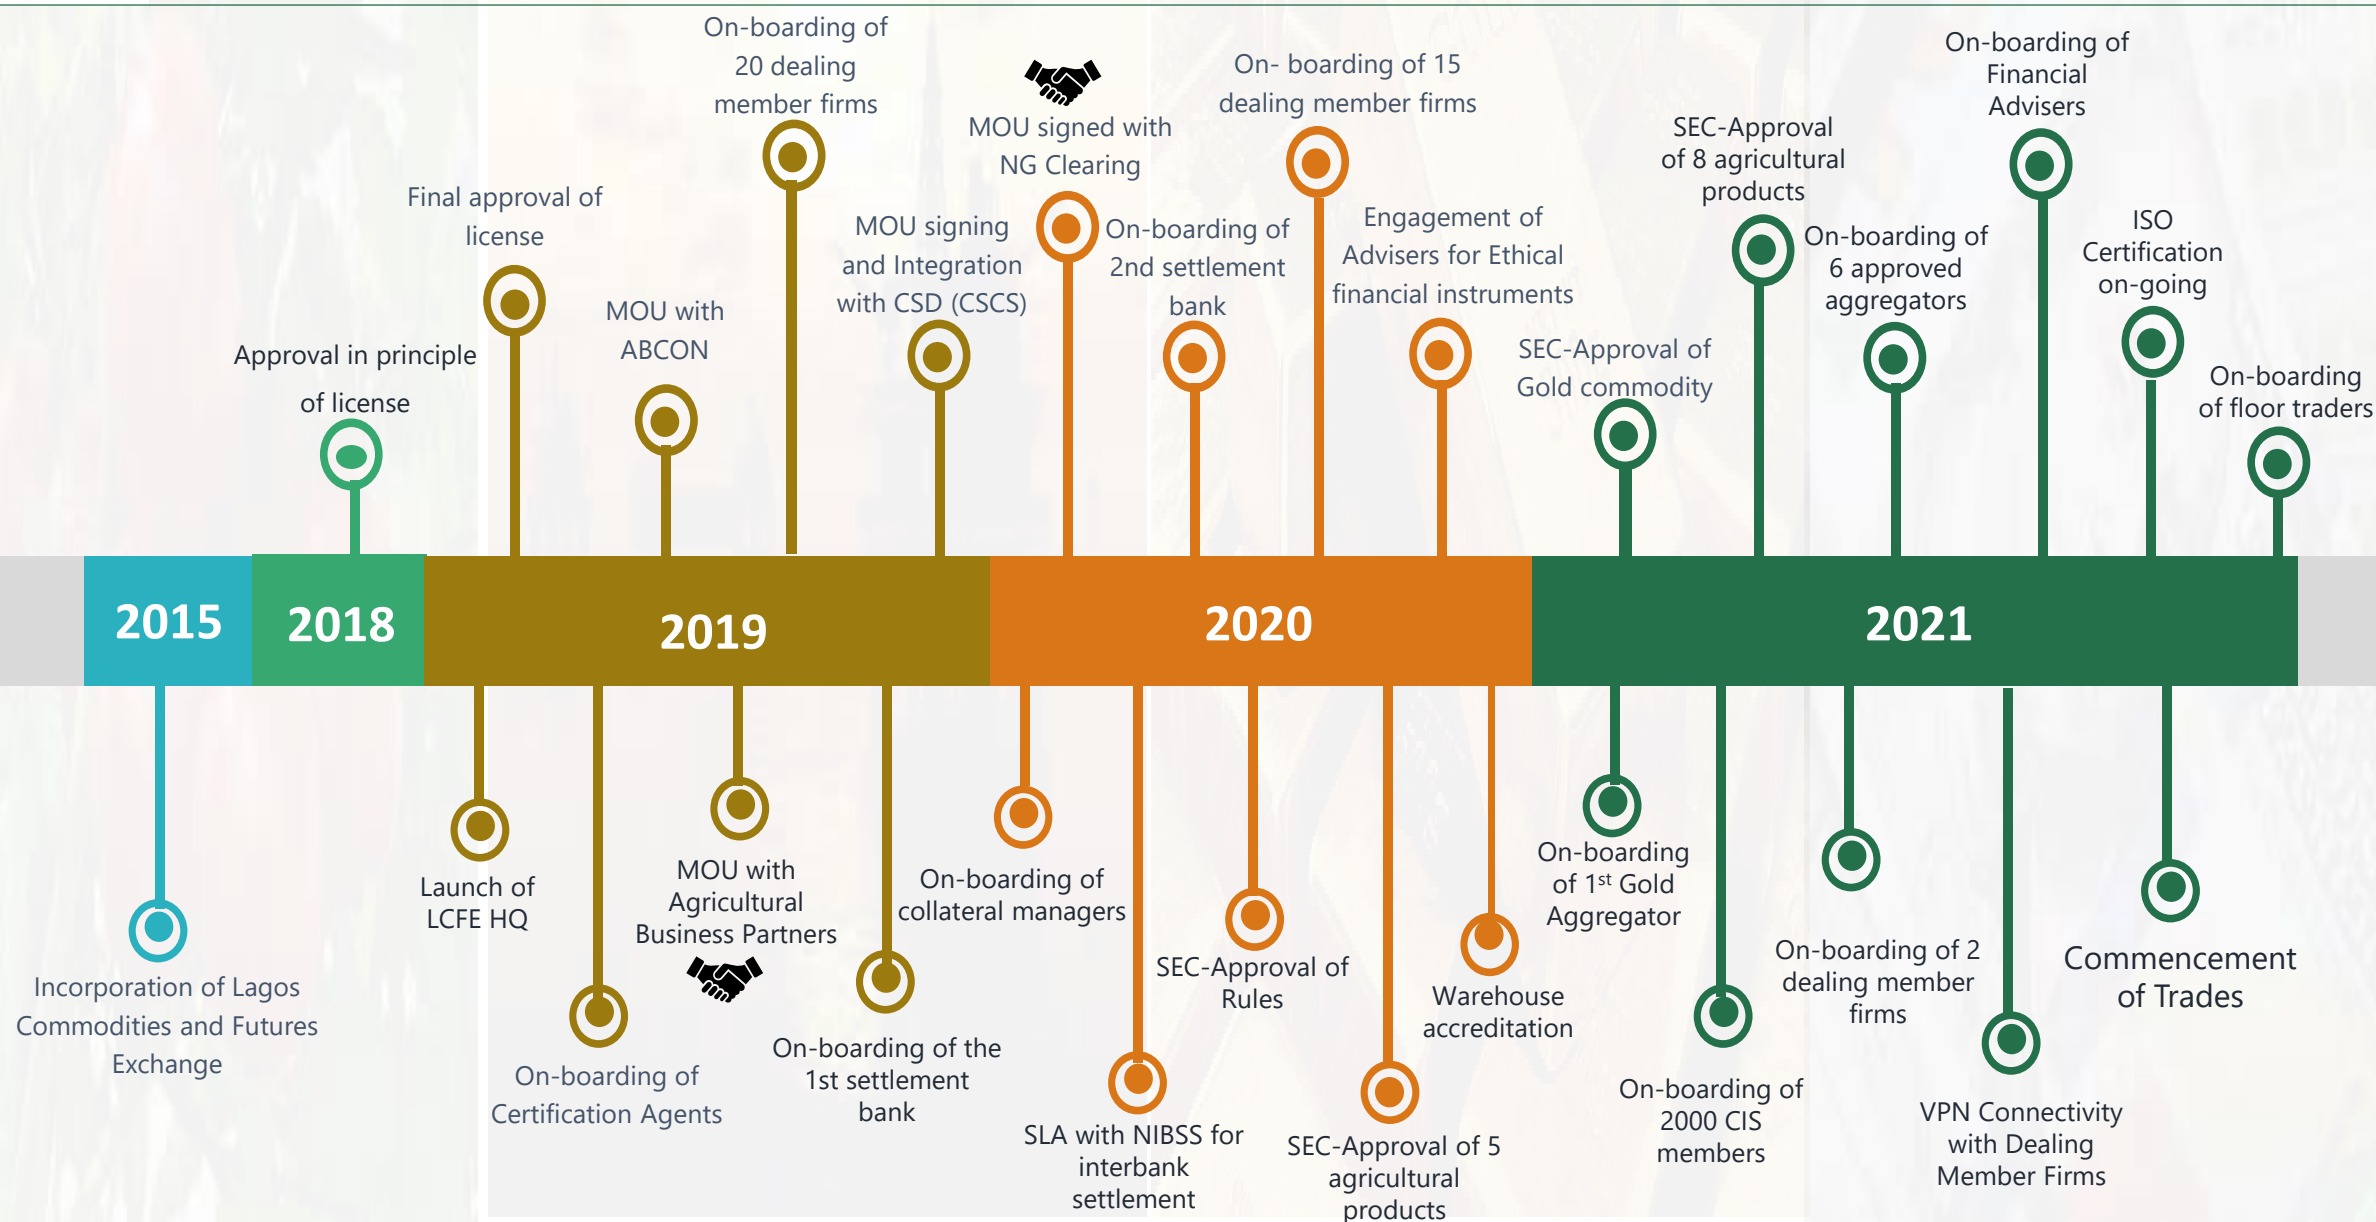 On-boarding of
20 dealing
member firms
MOU signed with
NG Clearing
On- boarding of 15
dealing member firms
On-boarding of
Financial
Advisers
SEC-Approval
of 8 agricultural
products
Final approval of
license
MOU signing
and Integration
with CSD (CSCS)
On-boarding of
2nd settlement
bank
Engagement of
Advisers for Ethical
financial instruments
On-boarding of
6 approved
aggregators
ISO
Certification
on-going
MOU with
ABCON
Approval in principle
of license
SEC-Approval of
Gold commodity
On-boarding
of floor traders
2015
2018
2019
2020
2021
Incorporation of Lagos
Commodities and Futures
Exchange
Launch of
LCFE HQ
On-boarding of
Certification Agents
MOU with
Agricultural
Business Partners
On-boarding of the
1st settlement
bank
On-boarding of
collateral managers
SLA with NIBSS for
interbank
settlement
SEC-Approval of
Rules
SEC-Approval of 5
agricultural
products
Warehouse
accreditation
On-boarding
of 1st Gold
Aggregator
On-boarding of
2000 CIS
members
On-boarding of 2
dealing member
firms
VPN Connectivity
with Dealing
Member Firms
Commencement
of Trades